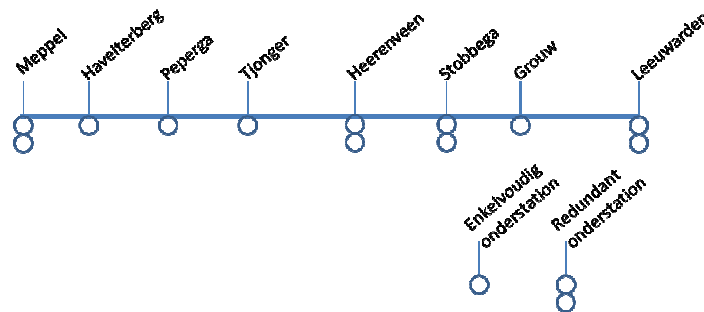 Meppel
Havelterberg
Peperga
Tjonger
Heerenveen
Stobbega
Grouw
Leeuwarden
Enkelvoudig
onderstation
Redundant
onderstation